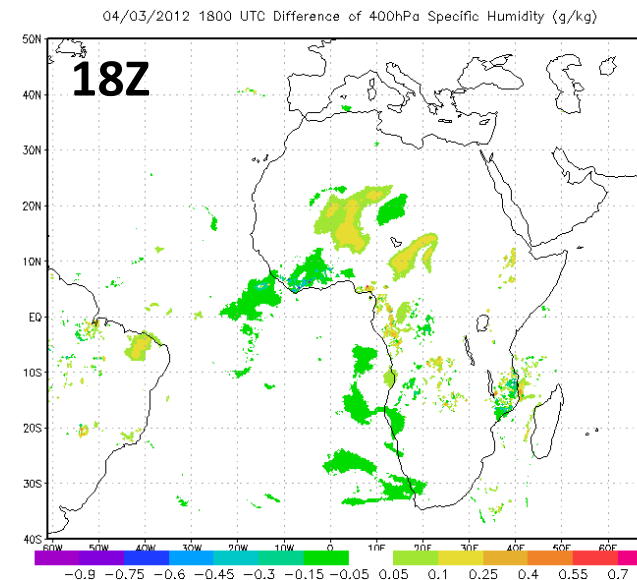 04/03/2012 1800 UTC Difference of 400hPa Specific Humidity (g/kg)
18Z
50N
40N
30N
20N
10N
EQ
10S
20S
30S
40S
60W 50W 40W 30W 20W 10W 0 10E 20E 30E 40E 50E 60E
-0.9 -0.75 -0.6 -0.45 -0.3 -0.15 -0.05 0.05 0.1 0.25 0.4 0.55 0.7